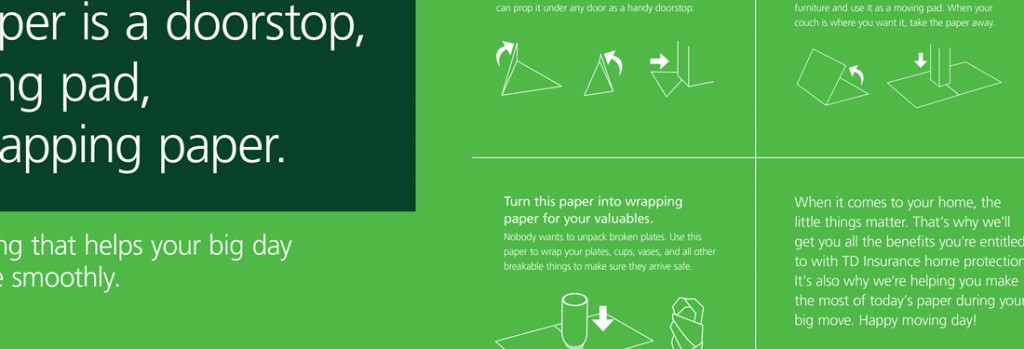 per is a doorstop,
ng pad,
apping paper.
ng that helps your big day
e smoothly.
can prop it under any door as a handy doorstop.
furniture and use it as a moving pad. When your
couch is where you want it, take the paper away.
Turn this paper into wrapping
paper for your valuables.
Nobody wants to unpack broken plates. Use this
paper to wrap your plates, cups, vases, and all other
breakable things to make sure they arrive safe.
When it comes to your home, the
little things matter. That's why we'll
get you all the benefits you're entitled
to with TD Insurance home protection
It's also why we're helping you make
the most of today's paper during your
big move. Happy moving day!